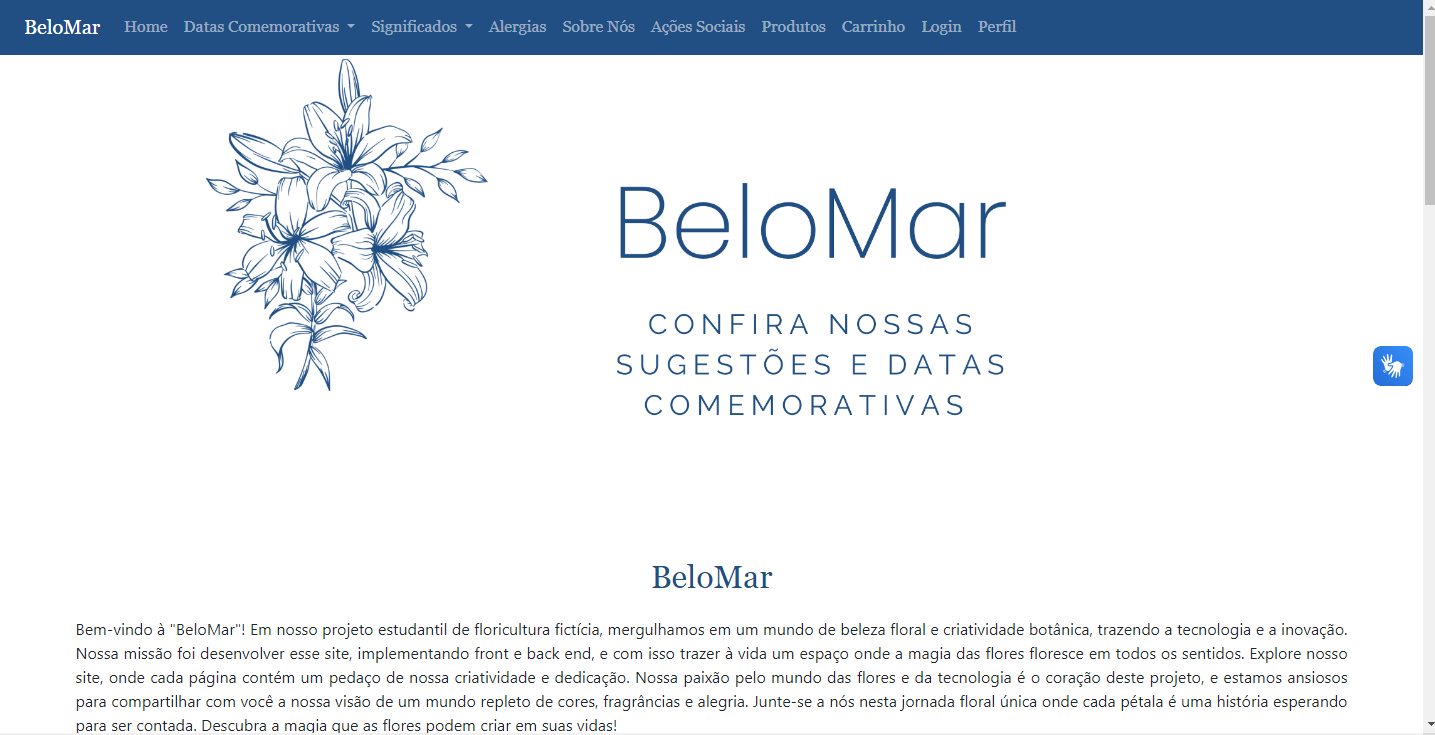 BeloMar Home Datas Comemorativas Significados Alergias Sobre Nós Ações Sociais Produtos Carrinho Login Perfil
BeloMar
CONFIRA NOSSAS
SUGESTÕES E DATAS
COMEMORATIVAS
BeloMar
Bem-vindo à "BeloMar"! Em nosso projeto estudantil de floricultura fictícia, mergulhamos em um mundo de beleza floral e criatividade botânica, trazendo a tecnologia e a inovação.
Nossa missão foi desenvolver esse site, implementando front e back end, e com isso trazer à vida um espaço onde a magia das flores floresce em todos os sentidos. Explore nosso
site, onde cada página contém um pedaço de nossa criatividade e dedicação. Nossa paixão pelo mundo das flores e da tecnologia é o coração deste projeto, e estamos ansiosos
para compartilhar com você a nossa visão de um mundo repleto de cores, fragrâncias e alegria. Junte-se a nós nesta jornada floral única onde cada pétala é uma história esperando
para ser contada. Descubra a magia que as flores podem criar em suas vidas!